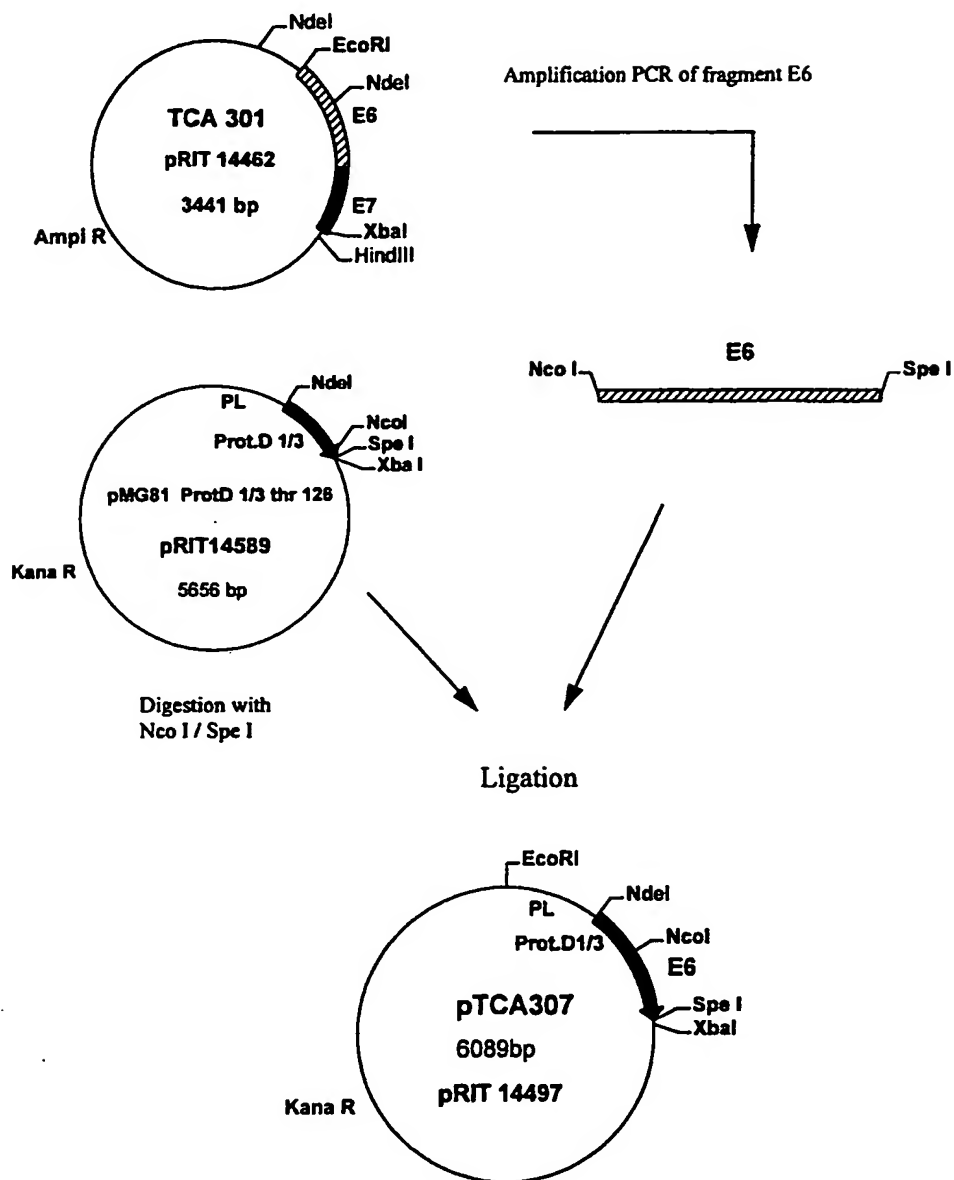 NdeI
EcoRI
NdeI
E6
TCA 301
pRIT 14462
3441 bp
E7
XbaI
HindIII
Ampi R
Amplification PCR of fragment E6
E6
Nco I
Spe I
NdeI
PL
NcoI
Prot.D 1/3
Spe I
Xba I
pMG81 ProtD 1/3 thr 126
pRIT14589
Kana R
5656 bp
Digestion with
Nco I / Spe I
Ligation
EcoRI
NdeI
PL
Prot.D1/3
NcoI
E6
pTCA307
Spe I
XbaI
6089bp
pRIT 14497
Kana R